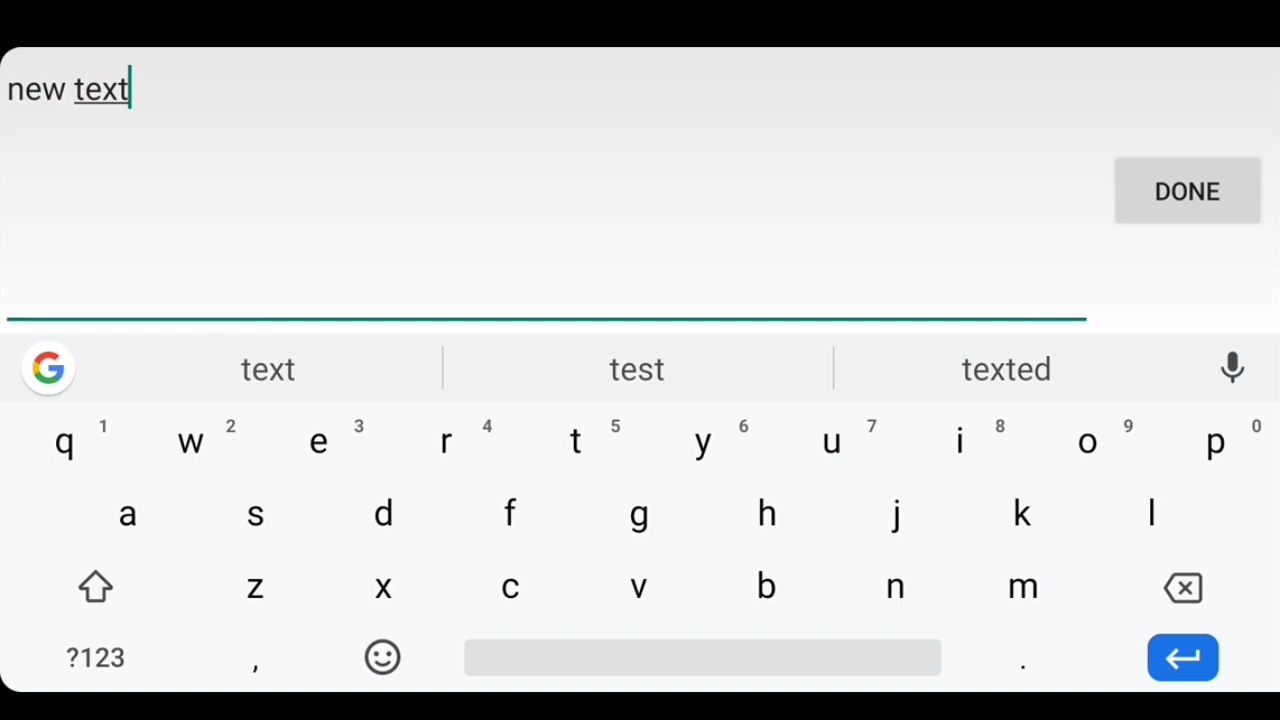 new text
DONE
text test texted
q 1 w 2 e 3 r 4 t 5 y 6 u 7 i 8 o 9 p 0
a s d f g h j k l
z x c v b n m
?123 , .